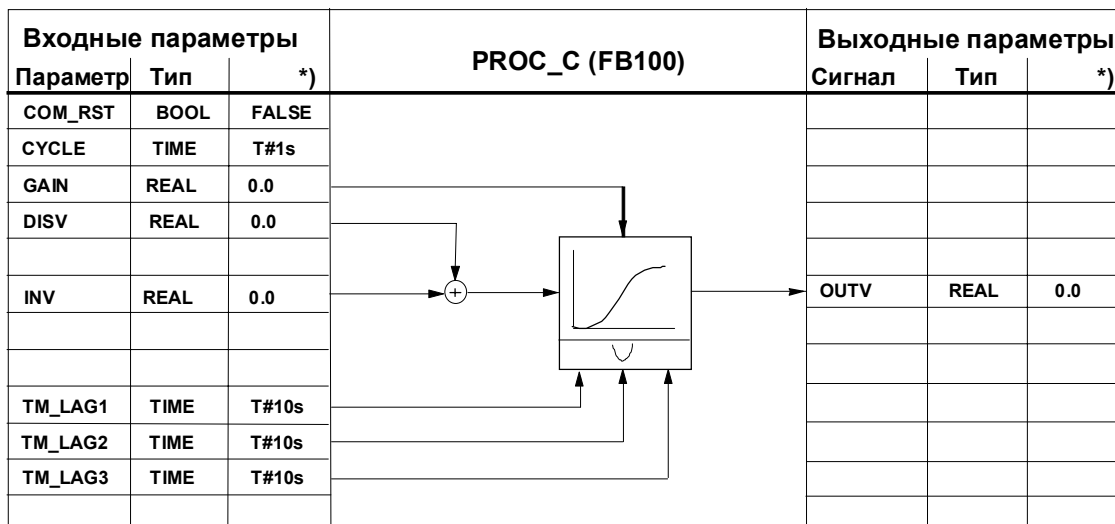 Входные параметры PROC_C (FB100) Выходные параметры
Параметр Тип *) Сигнал Тип *)
COM_RST BOOL FALSE
CYCLE TIME T#1s
GAIN REAL 0.0
DISV REAL 0.0
INV REAL 0.0 + OUTV REAL 0.0
TM_LAG1 TIME T#10s
TM_LAG2 TIME T#10s
TM_LAG3 TIME T#10s